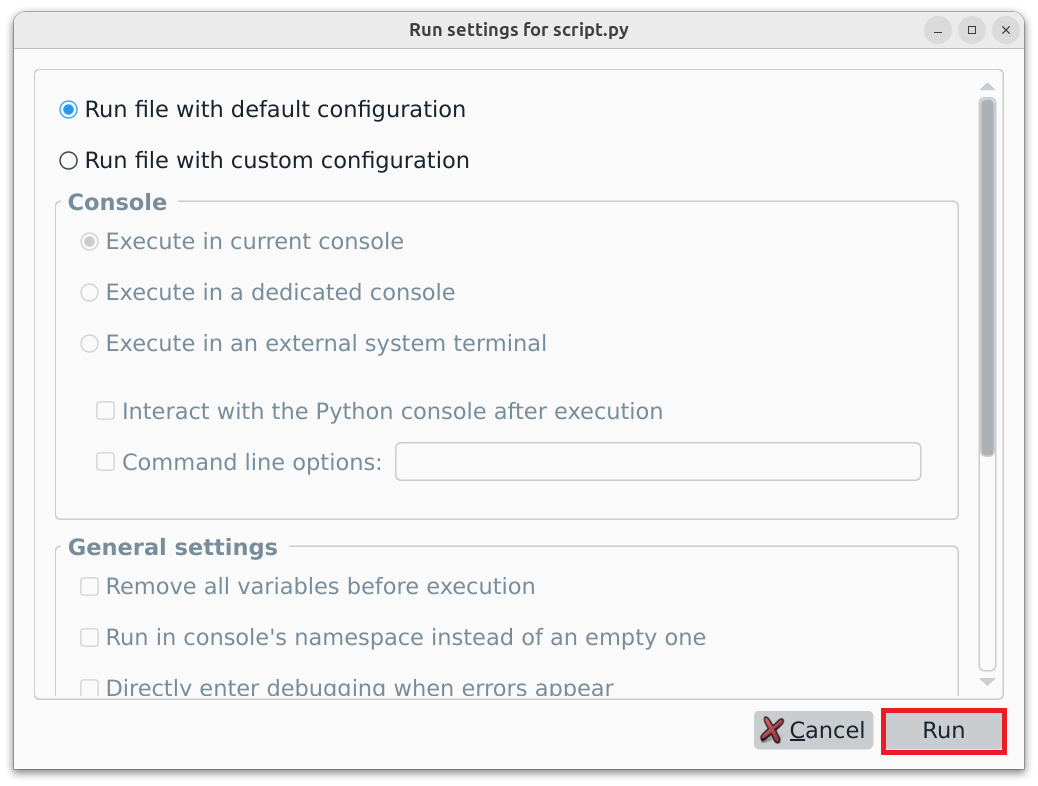 Run settings for script.py
Run file with default configuration
Run file with custom configuration
Console
Execute in current console
Execute in a dedicated console
Execute in an external system terminal
Interact with the Python console after execution
Command line options:
General settings
Remove all variables before execution
Run in console's namespace instead of an empty one
Directly enter debugging when errors appear
Cancel Run